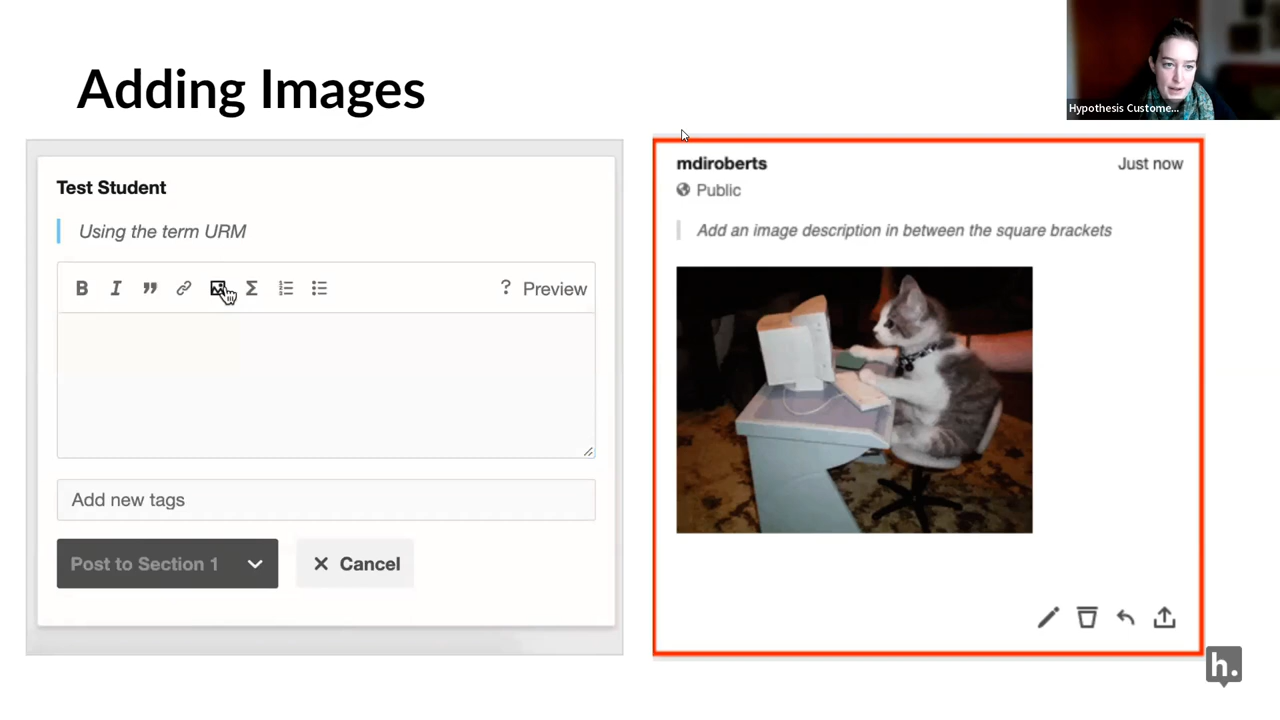 Adding Images
Hypothesis Custome...
Test Student
Using the term URM
B I ” Σ ? Preview
Add new tags
Post to Section 1
Cancel
mdiroberts
Just now
Public
Add an image description in between the square brackets
h.